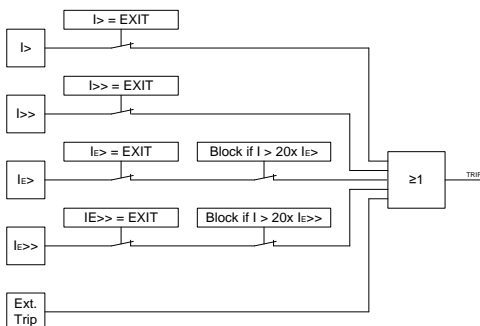 I> = EXIT
I>
I>> = EXIT
I>>
IE> = EXIT
Block if I > 20x IE>
IE>
≥1
TRIP
IE>> = EXIT
Block if I > 20x IE>>
IE>>
Ext.
Trip